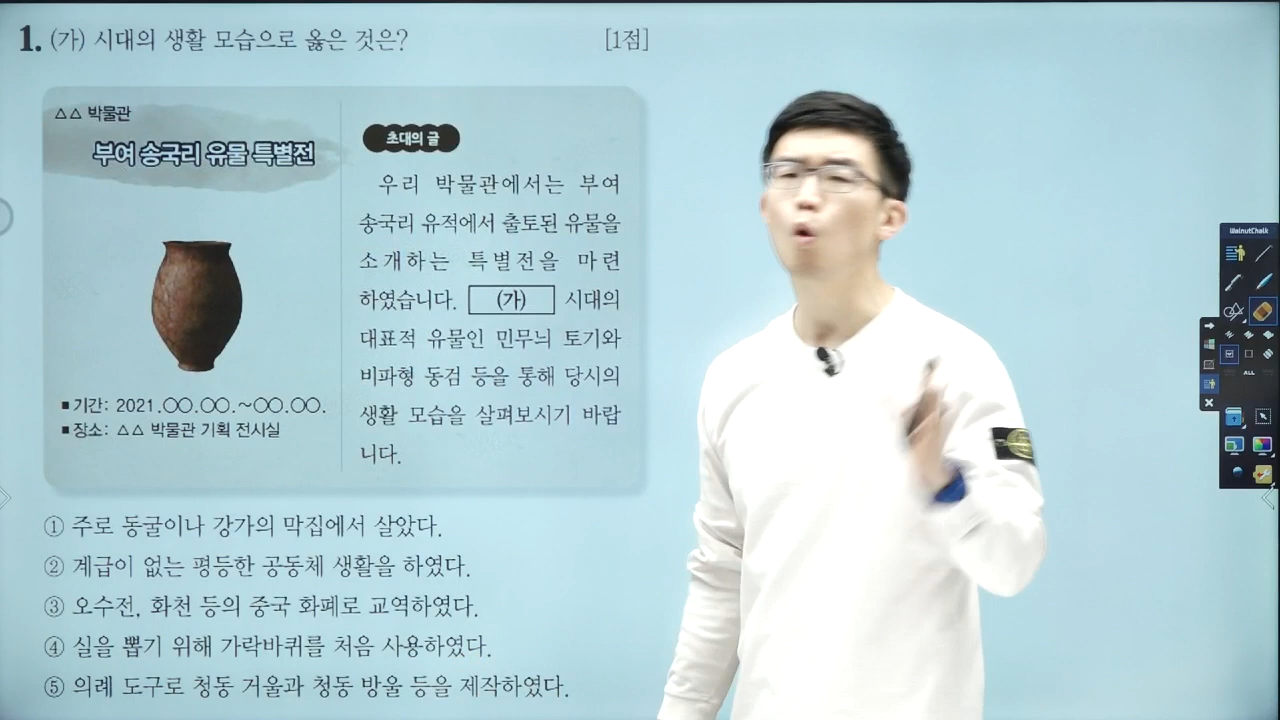 1. (가) 시대의 생활 모습으로 옳은 것은? [1점]
△△ 박물관
부여 송국리 유물 특별전
■ 기간: 2021.○○.○○.~○○.○○.
■ 장소: △△ 박물관 기획 전시실
초대의 글
우리 박물관에서는 부여
송국리 유적에서 출토된 유물을
소개하는 특별전을 마련
하였습니다. (가) 시대의
대표적 유물인 민무늬 토기와
비파형 동검 등을 통해 당시의
생활 모습을 살펴보시기 바랍
니다.
① 주로 동굴이나 강가의 막집에서 살았다.
② 계급이 없는 평등한 공동체 생활을 하였다.
③ 오수전, 화천 등의 중국 화폐로 교역하였다.
④ 실을 뽑기 위해 가락바퀴를 처음 사용하였다.
⑤ 의례 도구로 청동 거울과 청동 방울 등을 제작하였다.
WalnutChalk
ALL